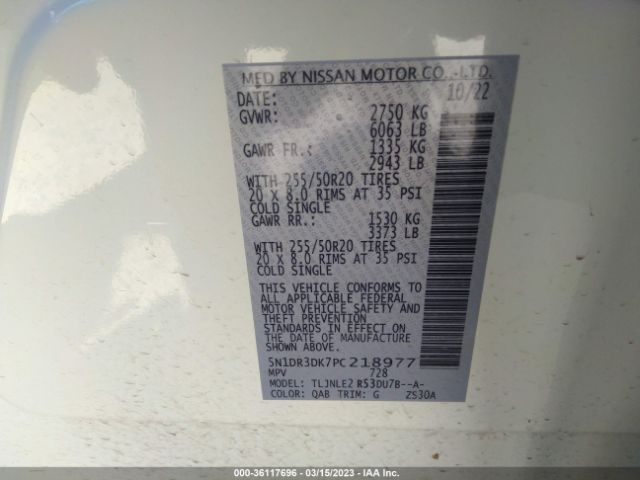 MFD BY NISSAN MOTOR CO.,LTD.
DATE: 10/22
GVWR: 2750 KG
6063 LB
GAWR FR.: 1335 KG
2943 LB
WITH 255/50R20 TIRES
20 X 8.0 RIMS AT 35 PSI
COLD SINGLE
GAWR RR.: 1530 KG
3373 LB
WITH 255/50R20 TIRES
20 X 8.0 RIMS AT 35 PSI
COLD SINGLE
THIS VEHICLE CONFORMS TO
ALL APPLICABLE FEDERAL
MOTOR VEHICLE SAFETY AND
THEFT PREVENTION
STANDARDS IN EFFECT ON
THE DATE OF MANUFACTURE
SHOWN ABOVE.
5N1DR3DK7PC218977
MPV 728
MODEL: TLJNLE2 RS3DU7B--A-
COLOR: QAB TRIM: G ZS30A
000-36117696 - 03/15/2023 - IAA Inc.